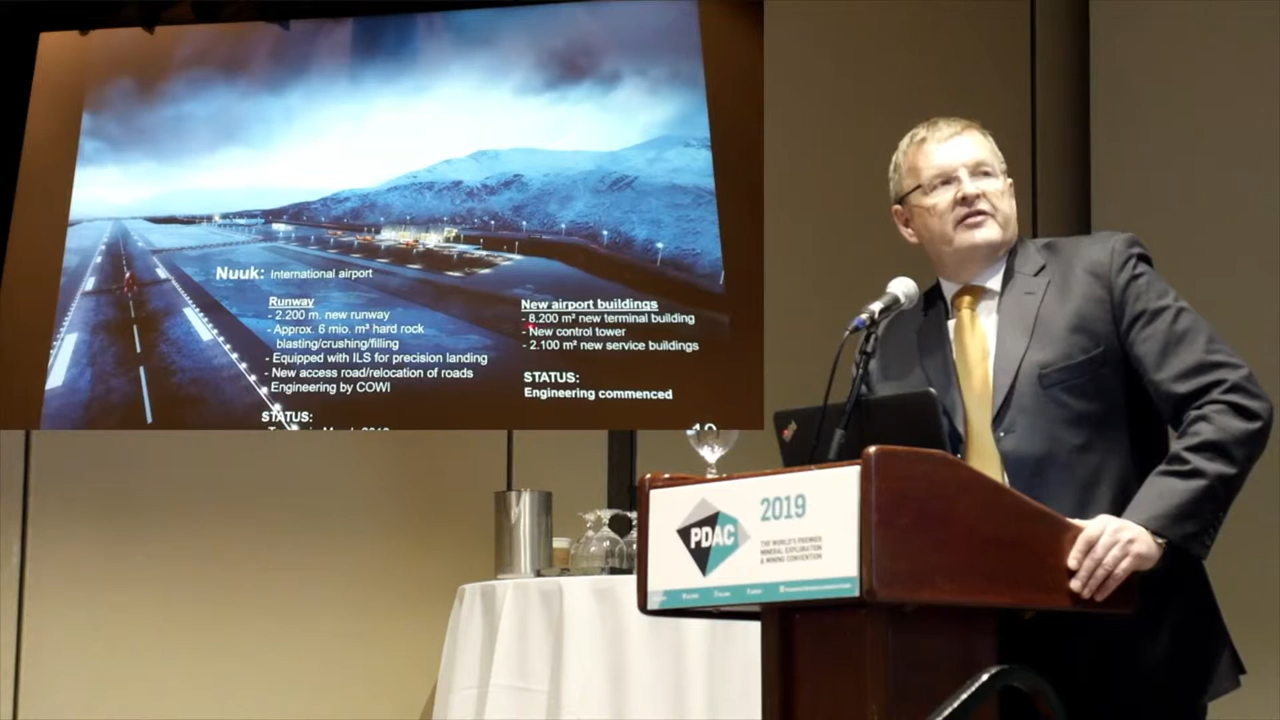 Nuuk: International airport
Runway
- 2.200 m. new runway
- Approx. 6 mio. m³ hard rock
blasting/crushing/filling
- Equipped with ILS for precision landing
- New access road/relocation of roads
- Engineering by COWI
STATUS:
New airport buildings
- 8.200 m² new terminal building
- New control tower
- 2.100 m² new service buildings
STATUS:
Engineering commenced
PDAC
2019
THE WORLD'S PREMIER
MINERAL EXPLORATION
& MINING CONVENTION